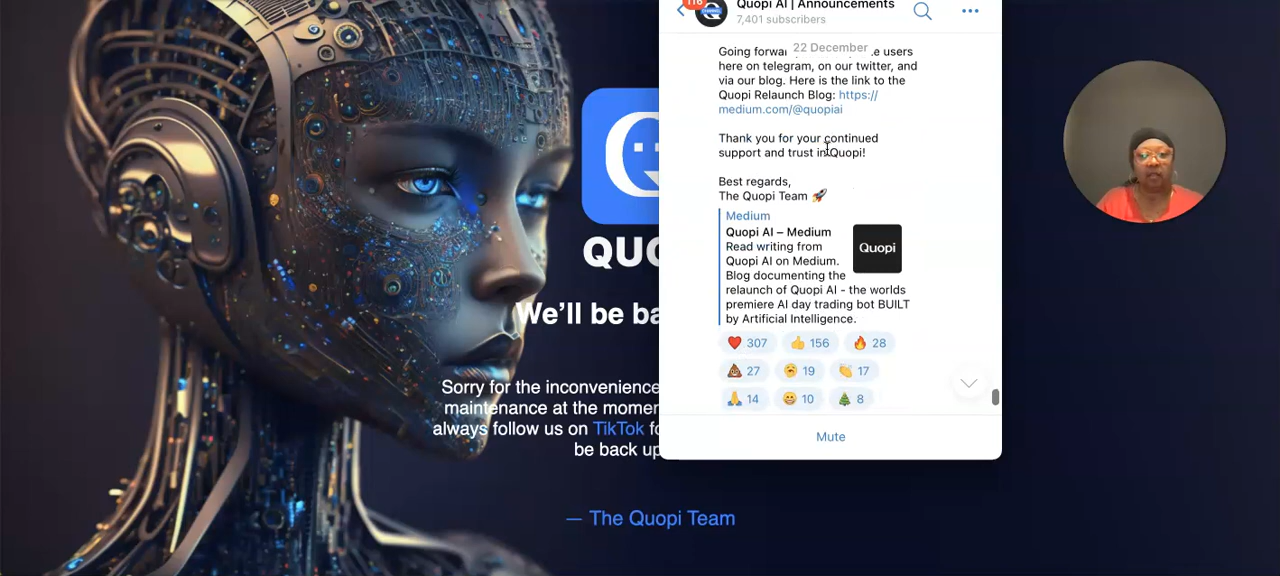 116
Quopi AI | Announcements
7,401 subscribers
22 December
Going forwa e users
here on telegram, on our twitter, and
via our blog. Here is the link to the
Quopi Relaunch Blog: https://
medium.com/@quopiai
Thank you for your continued
support and trust in Quopi!
Best regards,
The Quopi Team 🚀
Medium
Quopi AI – Medium
Read writing from
Quopi AI on Medium.
Blog documenting the
relaunch of Quopi AI - the worlds
premiere AI day trading bot BUILT
by Artificial Intelligence.
Quopi
❤️ 307 👍 156 🔥 28
💩 27 🥱 19 👏 17
🙏 14 😁 10 🎄 8
Mute
QUO
We'll be ba
Sorry for the inconvenience
maintenance at the momen
always follow us on TikTok fo
be back up
— The Quopi Team